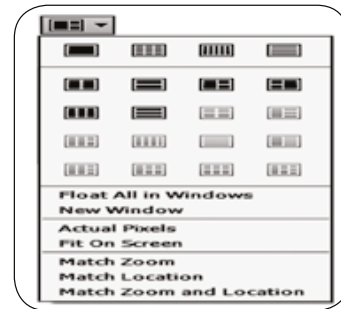 Float All in Windows
New Window
Actual Pixels
Fit On Screen
Match Zoom
Match Location
Match Zoom and Location